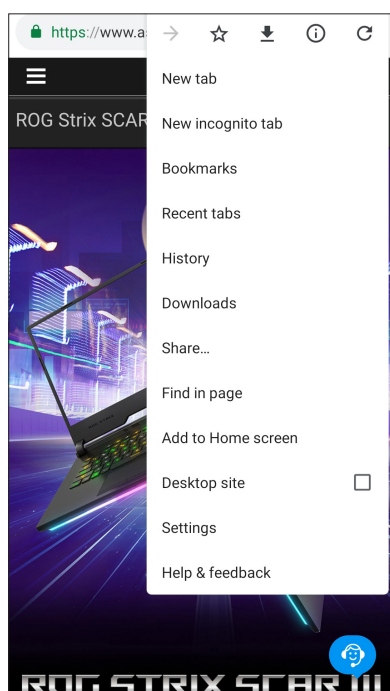 https://www.a
New tab
New incognito tab
ROG Strix SCAR
Bookmarks
Recent tabs
History
Downloads
Share…
Find in page
Add to Home screen
Desktop site
Settings
Help & feedback
ROG STRIX SCAR III